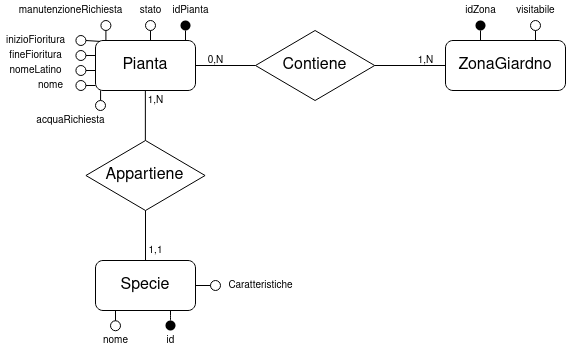 manutenzioneRichiesta stato idPianta
idZona visitabile
inizioFioritura
fineFioritura
nomeLatino
nome
Pianta
0,N
Contiene
1,N
ZonaGiardno
acquaRichiesta
1,N
Appartiene
1,1
Specie
Caratteristiche
nome id